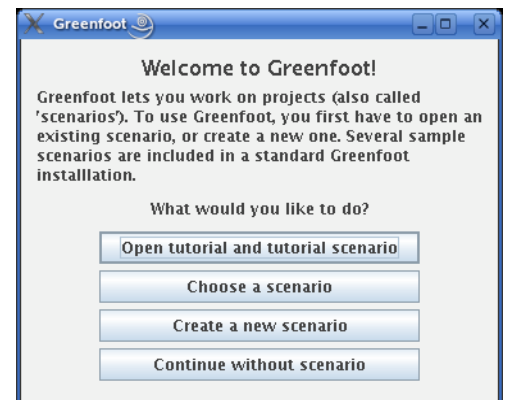 Greenfoot
Welcome to Greenfoot!
Greenfoot lets you work on projects (also called
'scenarios'). To use Greenfoot, you first have to open an
existing scenario, or create a new one. Several sample
scenarios are included in a standard Greenfoot
installlation.
What would you like to do?
Open tutorial and tutorial scenario
Choose a scenario
Create a new scenario
Continue without scenario